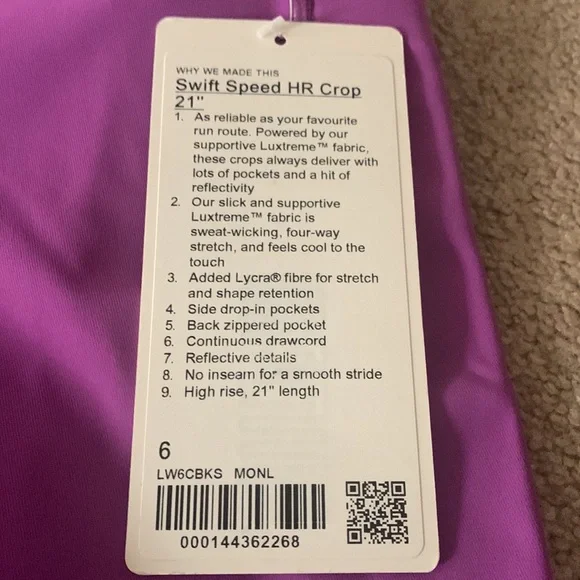 WHY WE MADE THIS
Swift Speed HR Crop
21"
1. As reliable as your favourite
run route. Powered by our
supportive Luxtreme™ fabric,
these crops always deliver with
lots of pockets and a hit of
reflectivity
2. Our slick and supportive
Luxtreme™ fabric is
sweat-wicking, four-way
stretch, and feels cool to the
touch
3. Added Lycra® fibre for stretch
and shape retention
4. Side drop-in pockets
5. Back zippered pocket
6. Continuous drawcord
7. Reflective details
8. No inseam for a smooth stride
9. High rise, 21" length
6
LW6CBKS MONL
000144362268